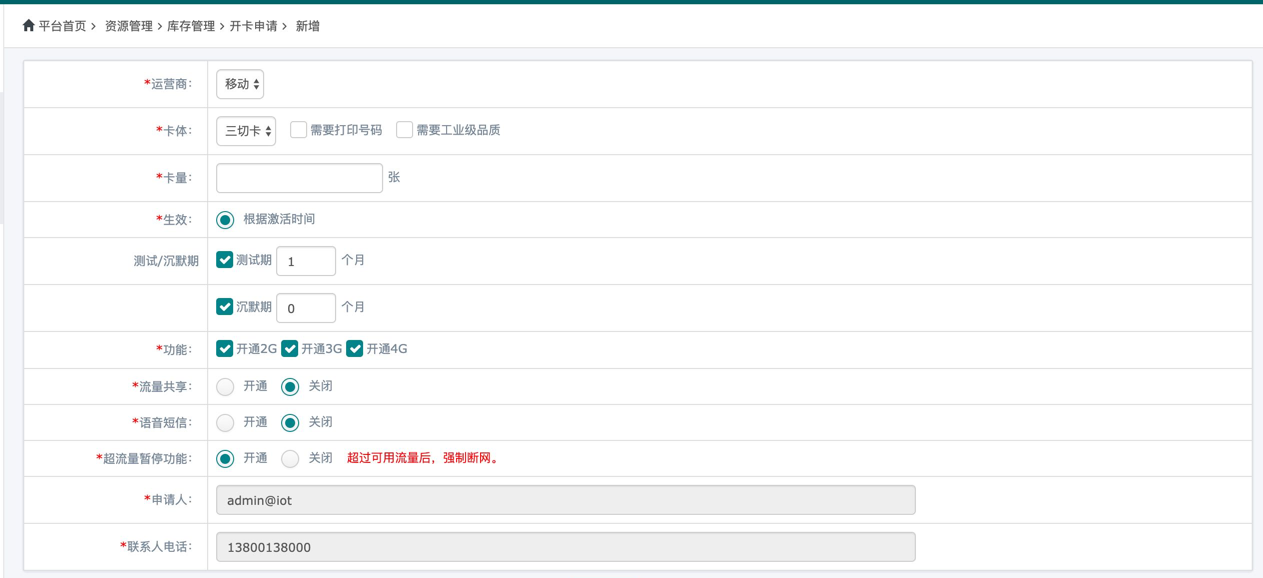 平台首页 > 资源管理 > 库存管理 > 开卡申请 > 新增
*运营商： 移动
*卡体： 三切卡 需要打印号码 需要工业级品质
*卡量： 张
*生效： 根据激活时间
测试/沉默期 测试期 1 个月
沉默期 0 个月
*功能： 开通2G 开通3G 开通4G
*流量共享： 开通 关闭
*语音短信： 开通 关闭
*超流量暂停功能： 开通 关闭 超过可用流量后，强制断网。
*申请人： admin@iot
*联系人电话： 13800138000